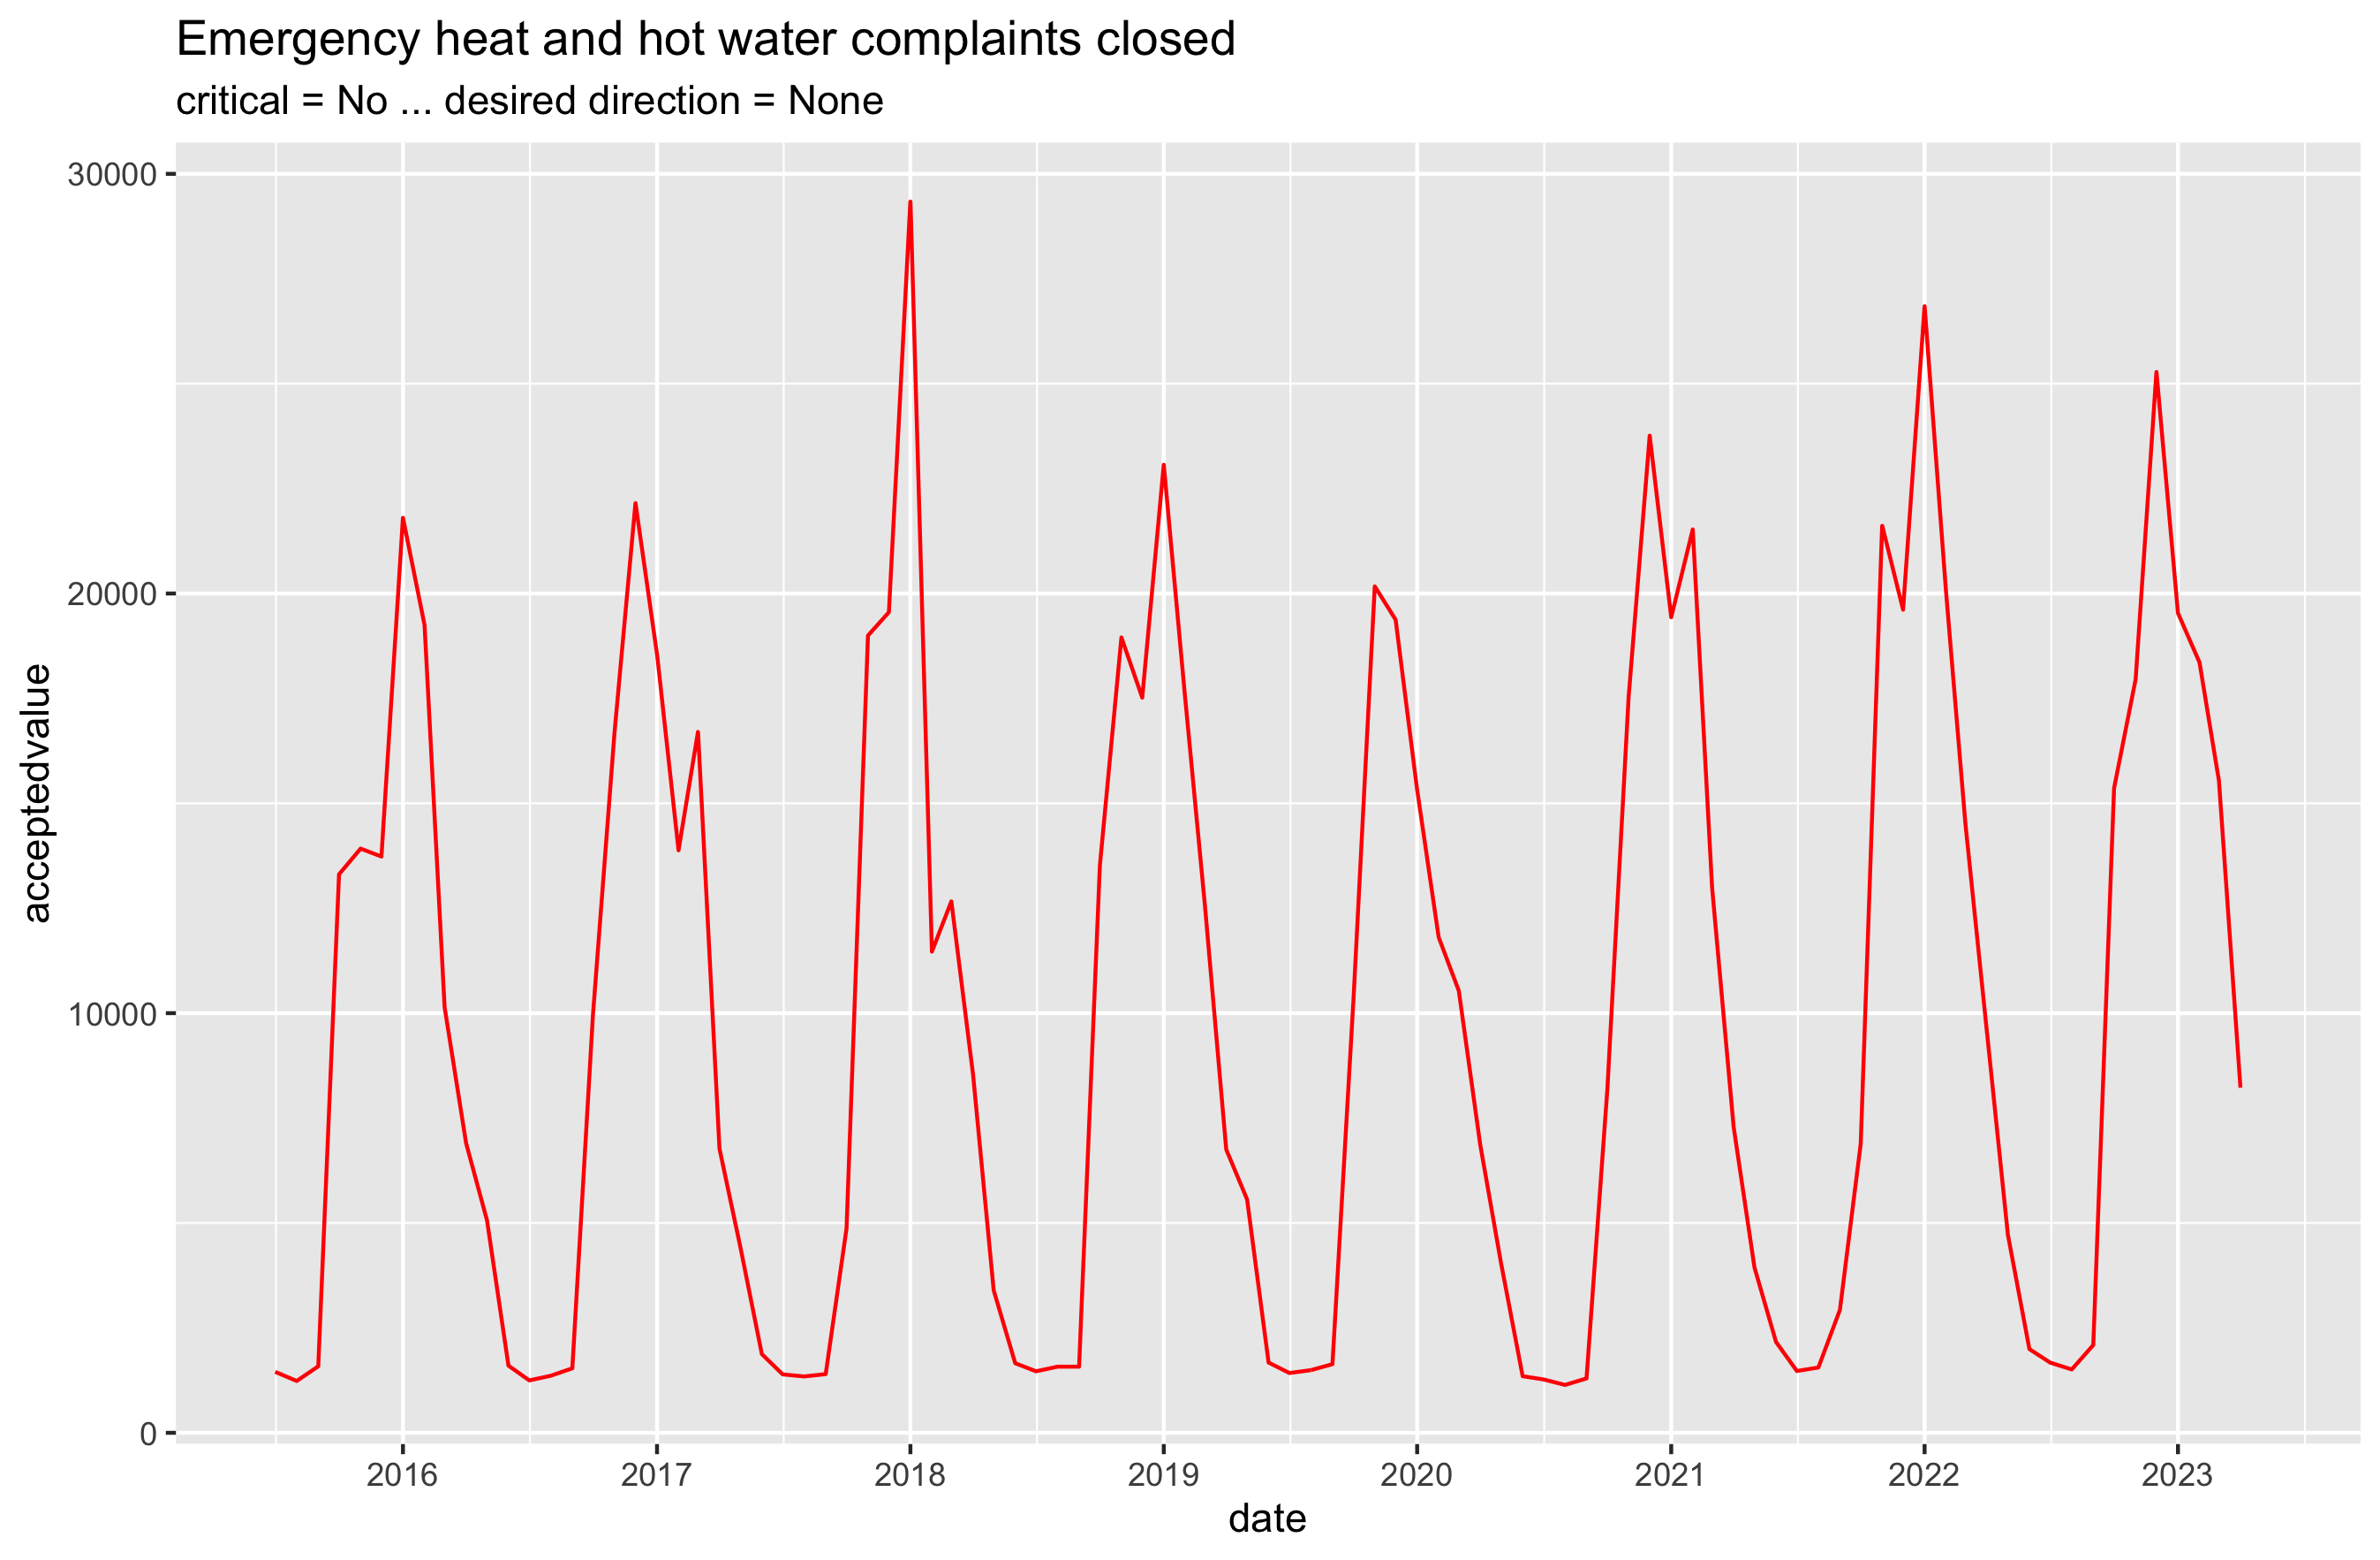 Emergency heat and hot water complaints closed
critical = No ... desired direction = None
30000
20000
10000
0
acceptedvalue
2016 2017 2018 2019 2020 2021 2022 2023
date